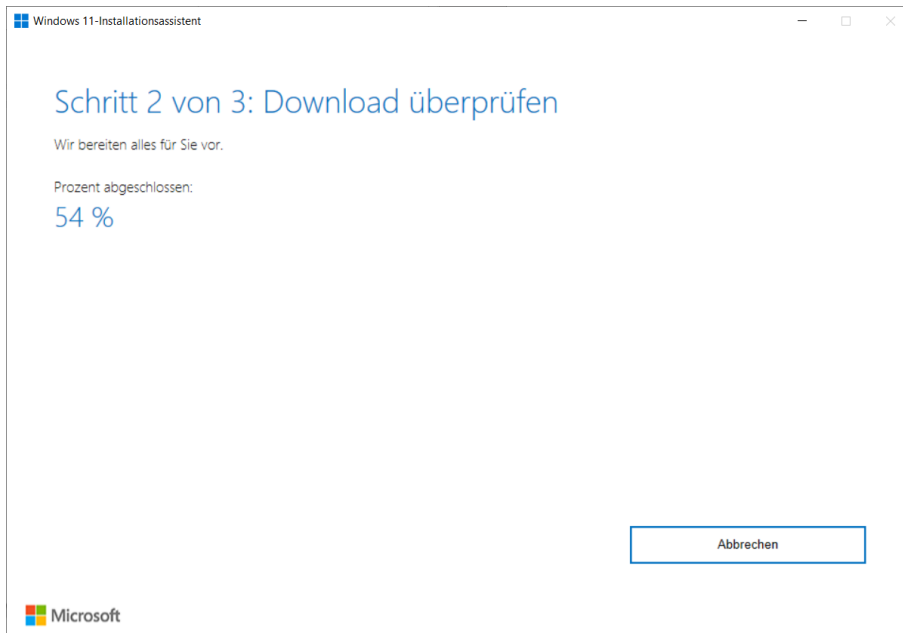 Windows 11-Installationsassistent
Schritt 2 von 3: Download überprüfen
Wir bereiten alles für Sie vor.
Prozent abgeschlossen:
54 %
Abbrechen
Microsoft